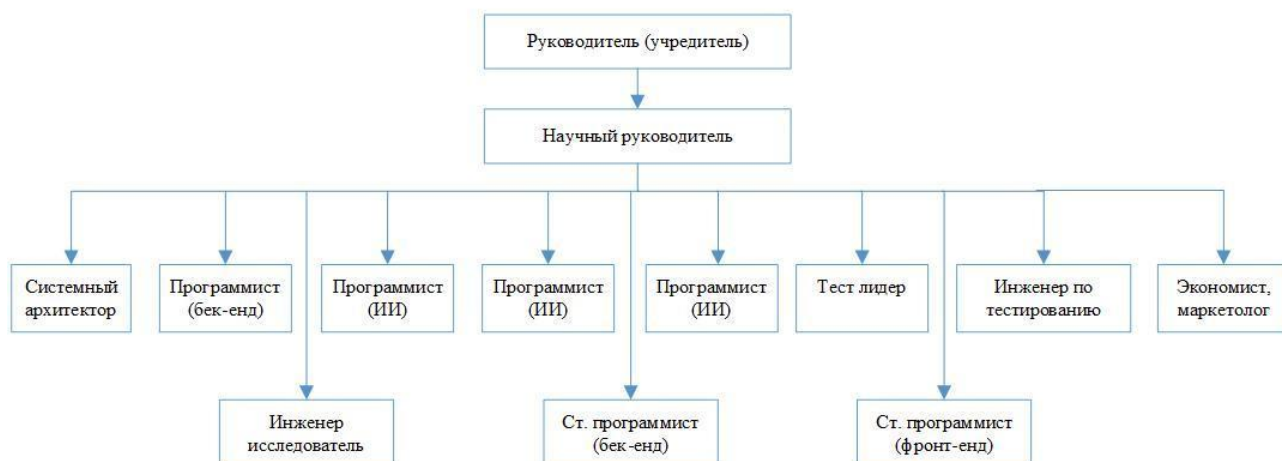 Руководитель (учредитель)
Научный руководитель
Системный
архитектор
Программист
(бек-енд)
Программист
(ИИ)
Программист
(ИИ)
Программист
(ИИ)
Тест лидер
Инженер по
тестированию
Экономист,
маркетолог
Инженер
исследователь
Ст. программист
(бек-енд)
Ст. программист
(фронт-енд)